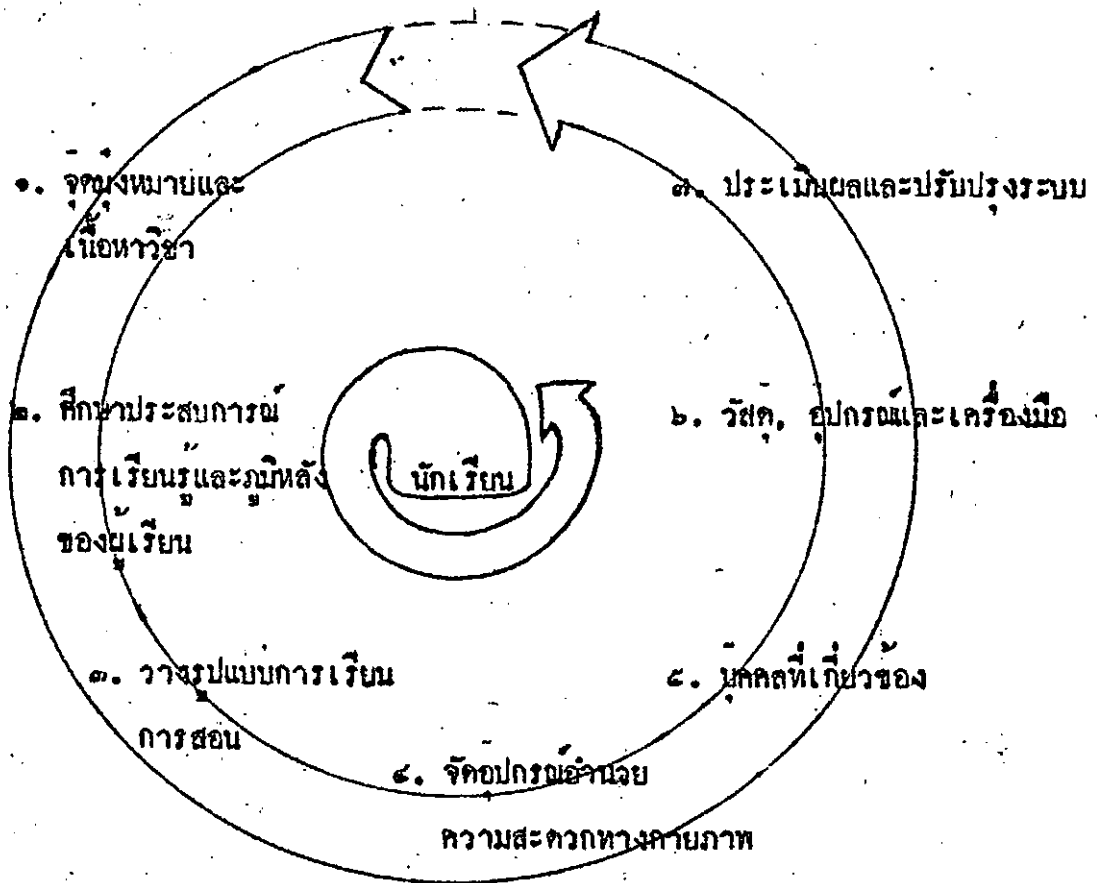 ๑. จุดมุ่งหมายและ
เนื้อหาวิชา
๒. ศึกษาประสบการณ์
การเรียนรู้และภูมิหลัง
ของผู้เรียน
๓. วางรูปแบบการเรียน
การสอน
๔. จัดอุปกรณ์อำนวย
ความสะดวกทางกายภาพ
๕. บุคคลที่เกี่ยวข้อง
๖. วัสดุ, อุปกรณ์และเครื่องมือ
๗. ประเมินผลและปรับปรุงระบบ
นักเรียน